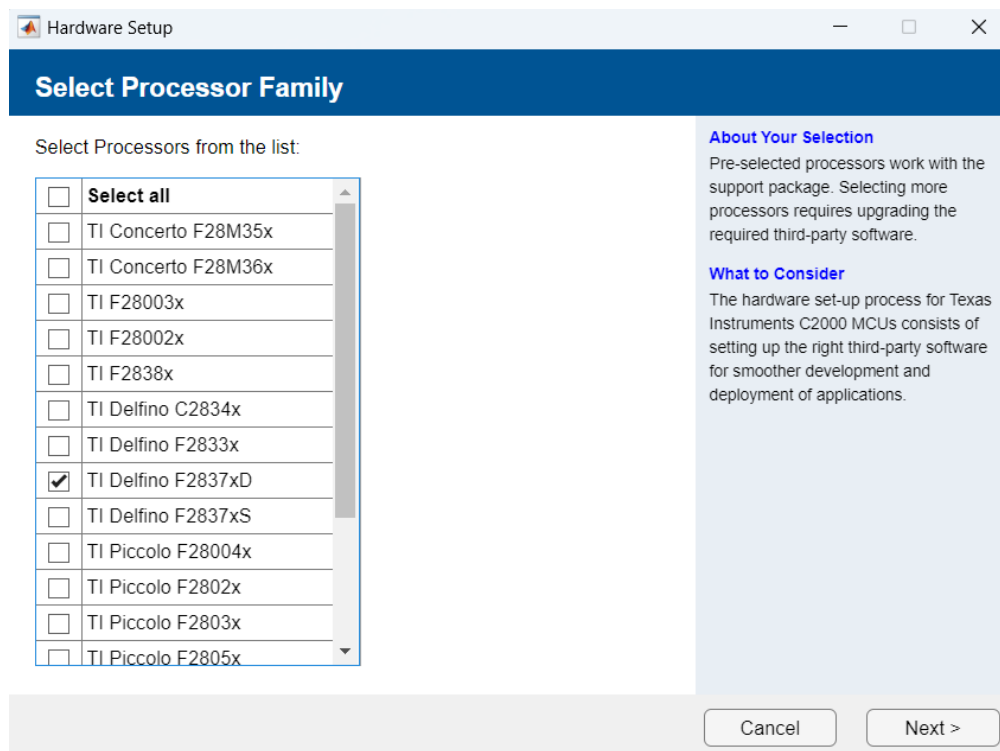 Hardware Setup
Select Processor Family
Select Processors from the list:
Select all
TI Concerto F28M35x
TI Concerto F28M36x
TI F28003x
TI F28002x
TI F2838x
TI Delfino C2834x
TI Delfino F2833x
TI Delfino F2837xD
TI Delfino F2837xS
TI Piccolo F28004x
TI Piccolo F2802x
TI Piccolo F2803x
TI Piccolo F2805x
About Your Selection
Pre-selected processors work with the
support package. Selecting more
processors requires upgrading the
required third-party software.
What to Consider
The hardware set-up process for Texas
Instruments C2000 MCUs consists of
setting up the right third-party software
for smoother development and
deployment of applications.
Cancel
Next >